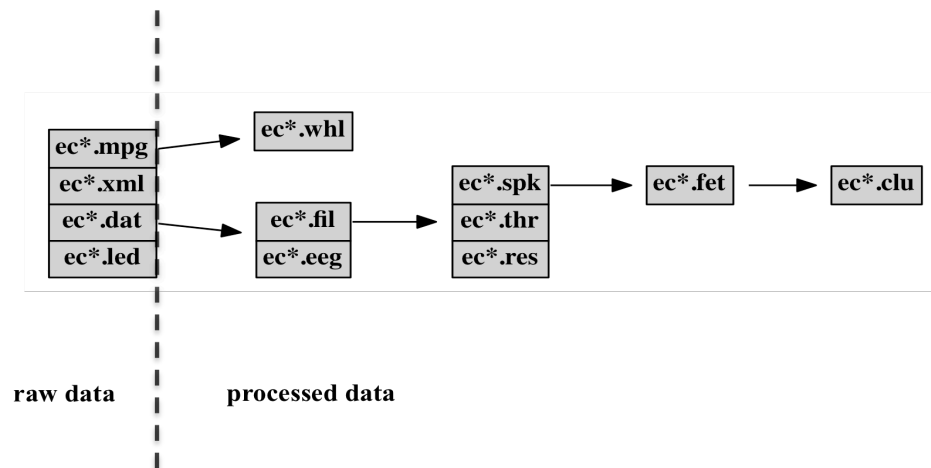 ec*.mpg
ec*.xml
ec*.dat
ec*.led
ec*.whl
ec*.fil
ec*.eeg
ec*.spk
ec*.thr
ec*.res
ec*.fet
ec*.clu
raw data
processed data